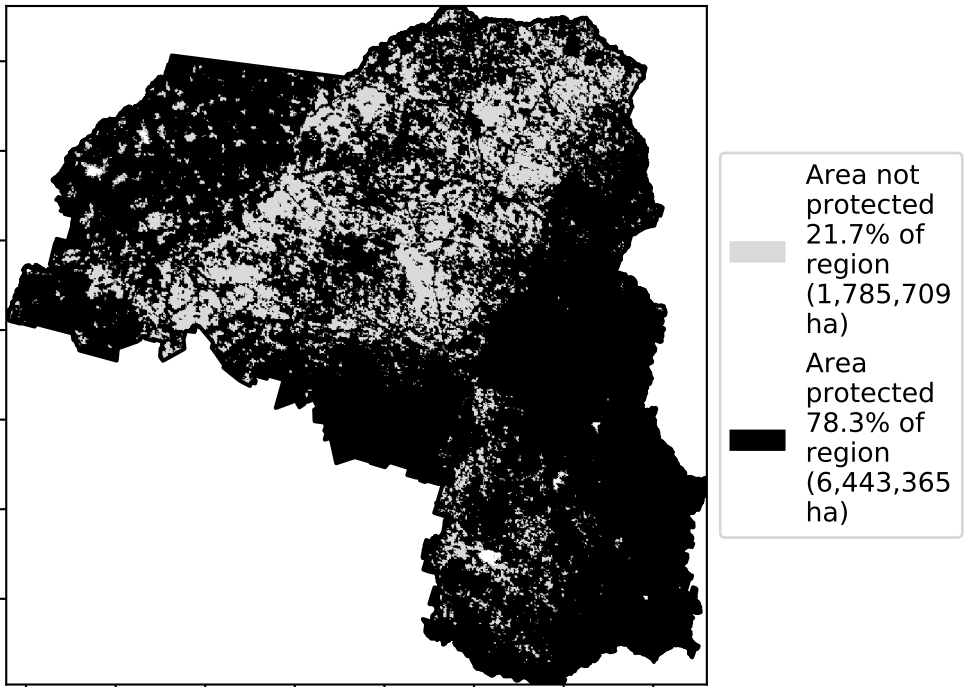 Area not
protected
21.7% of
region
(1,785,709
ha)
Area
protected
78.3% of
region
(6,443,365
ha)